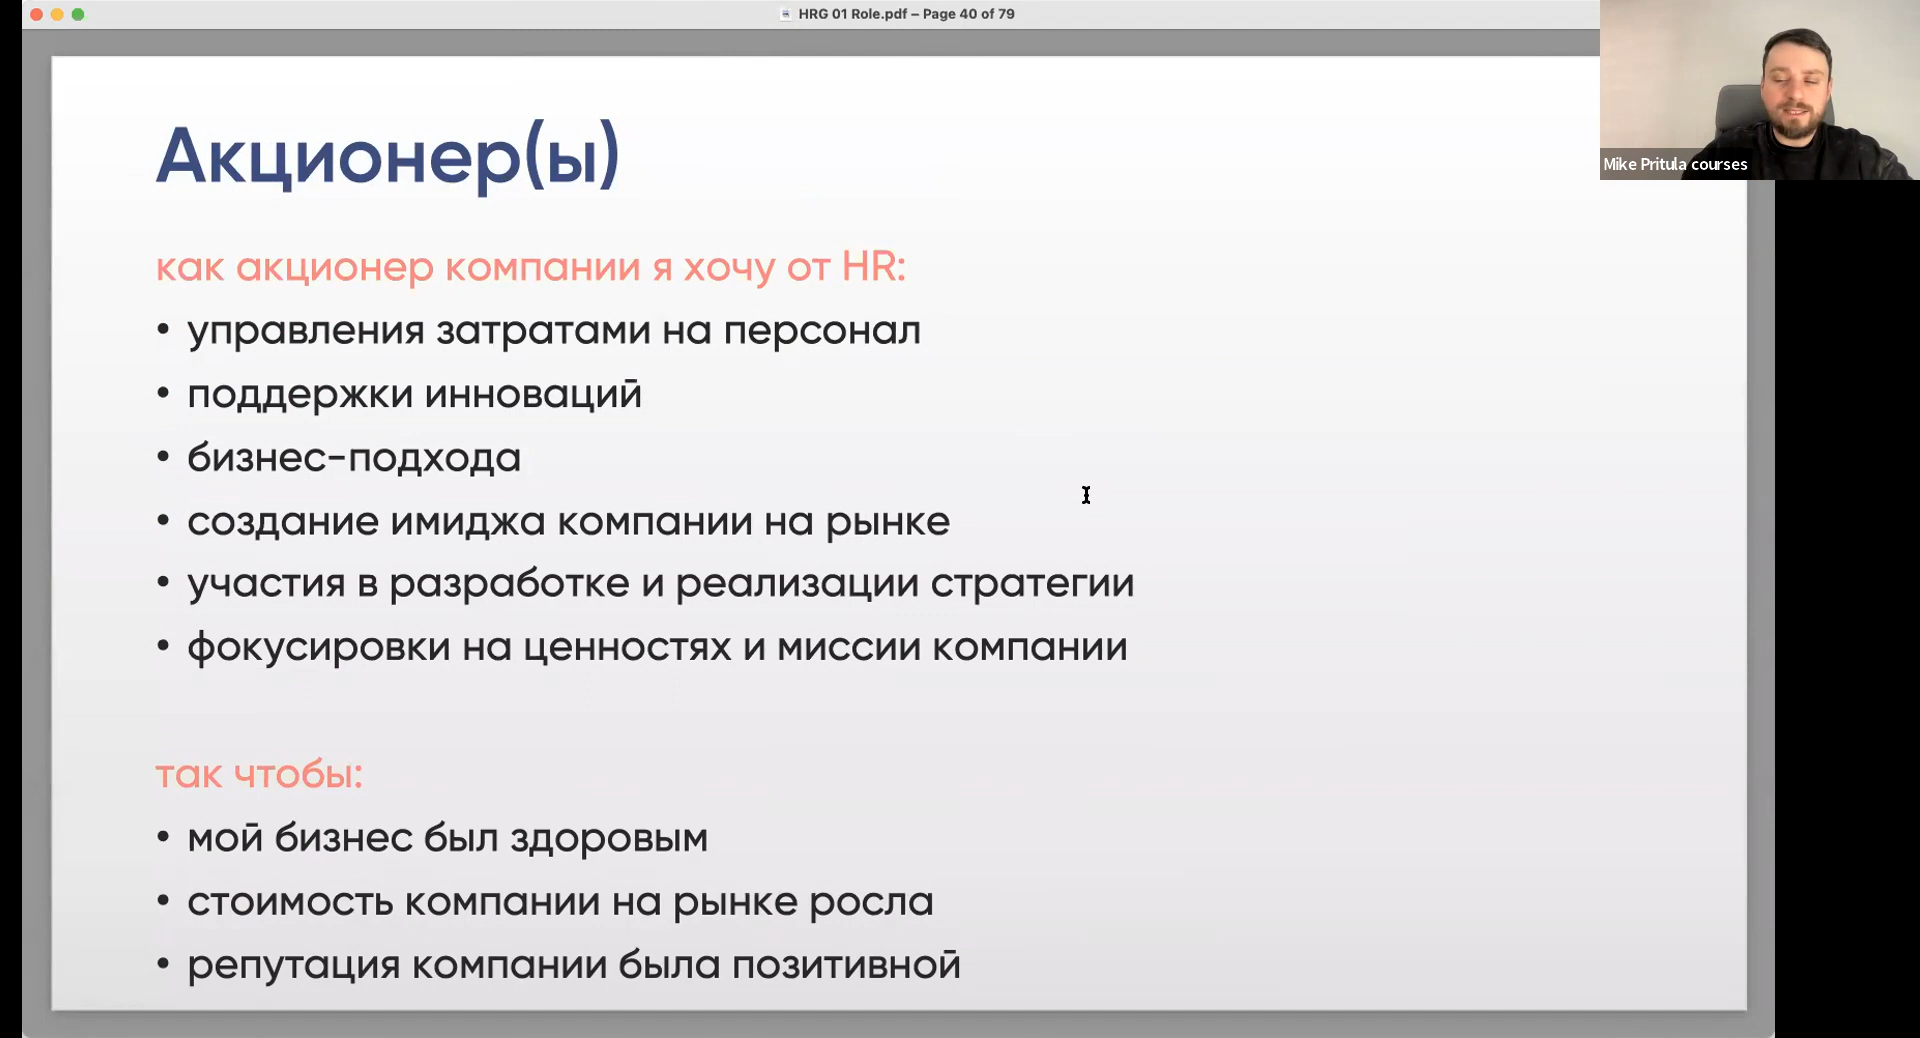 HRG 01 Role.pdf – Page 40 of 79
Mike Pritula courses
Акционер(ы)
как акционер компании я хочу от HR:
• управления затратами на персонал
• поддержки инноваций
• бизнес-подхода
• создание имиджа компании на рынке
• участия в разработке и реализации стратегии
• фокусировки на ценностях и миссии компании
так чтобы:
• мой бизнес был здоровым
• стоимость компании на рынке росла
• репутация компании была позитивной